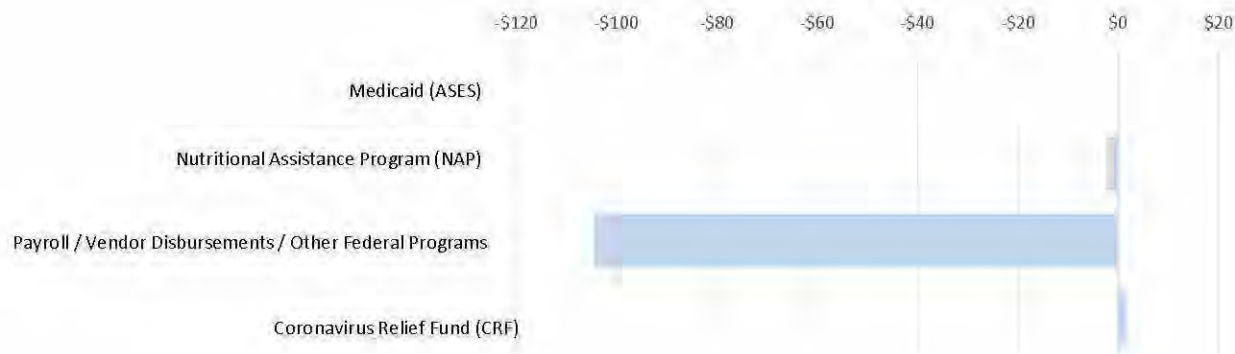 -$120 -$100 -$80 -$60 -$40 -$20 $0 $20
Medicaid (ASES)
Nutritional Assistance Program (NAP)
Payroll / Vendor Disbursements / Other Federal Programs
Coronavirus Relief Fund (CRF)